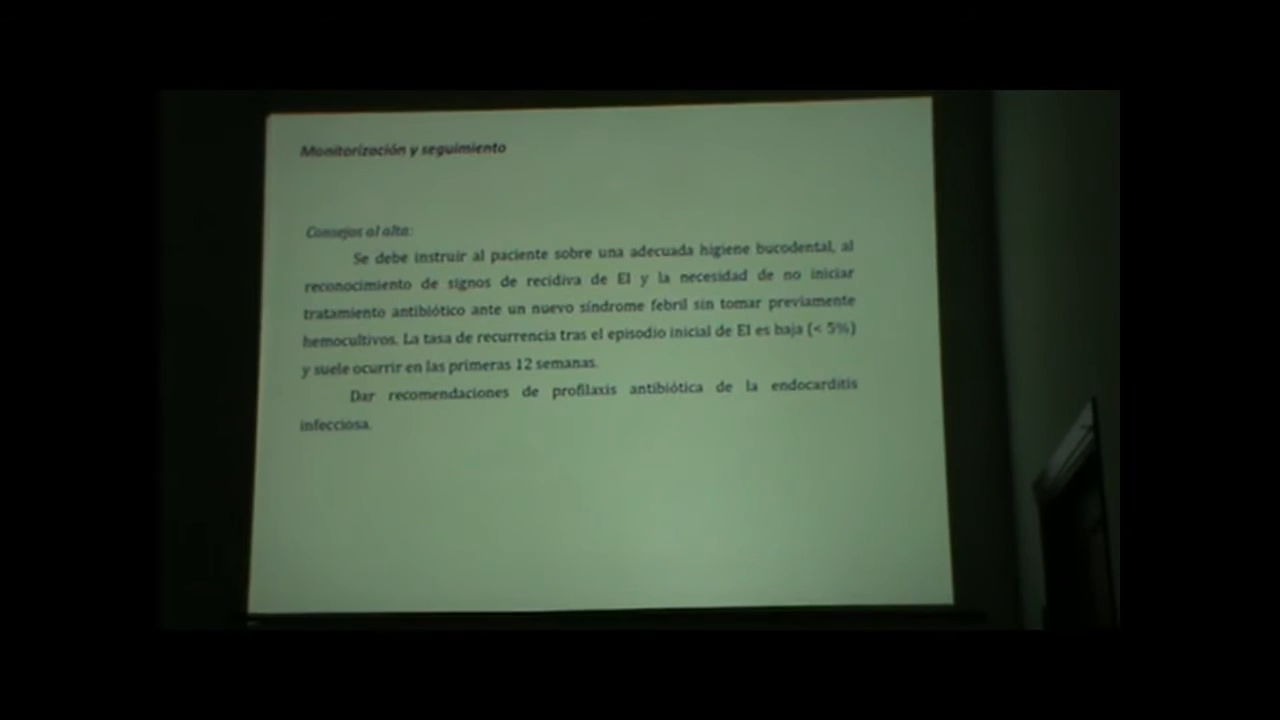 Monitorización y seguimiento
Consejos al alta:
Se debe instruir al paciente sobre una adecuada higiene bucodental, al
reconocimiento de signos de recidiva de EI y la necesidad de no iniciar
tratamiento antibiótico ante un nuevo síndrome febril sin tomar previamente
hemocultivos. La tasa de recurrencia tras el episodio inicial de EI es baja (< 5%)
y suele ocurrir en las primeras 12 semanas.
Dar recomendaciones de profilaxis antibiótica de la endocarditis
infecciosa.